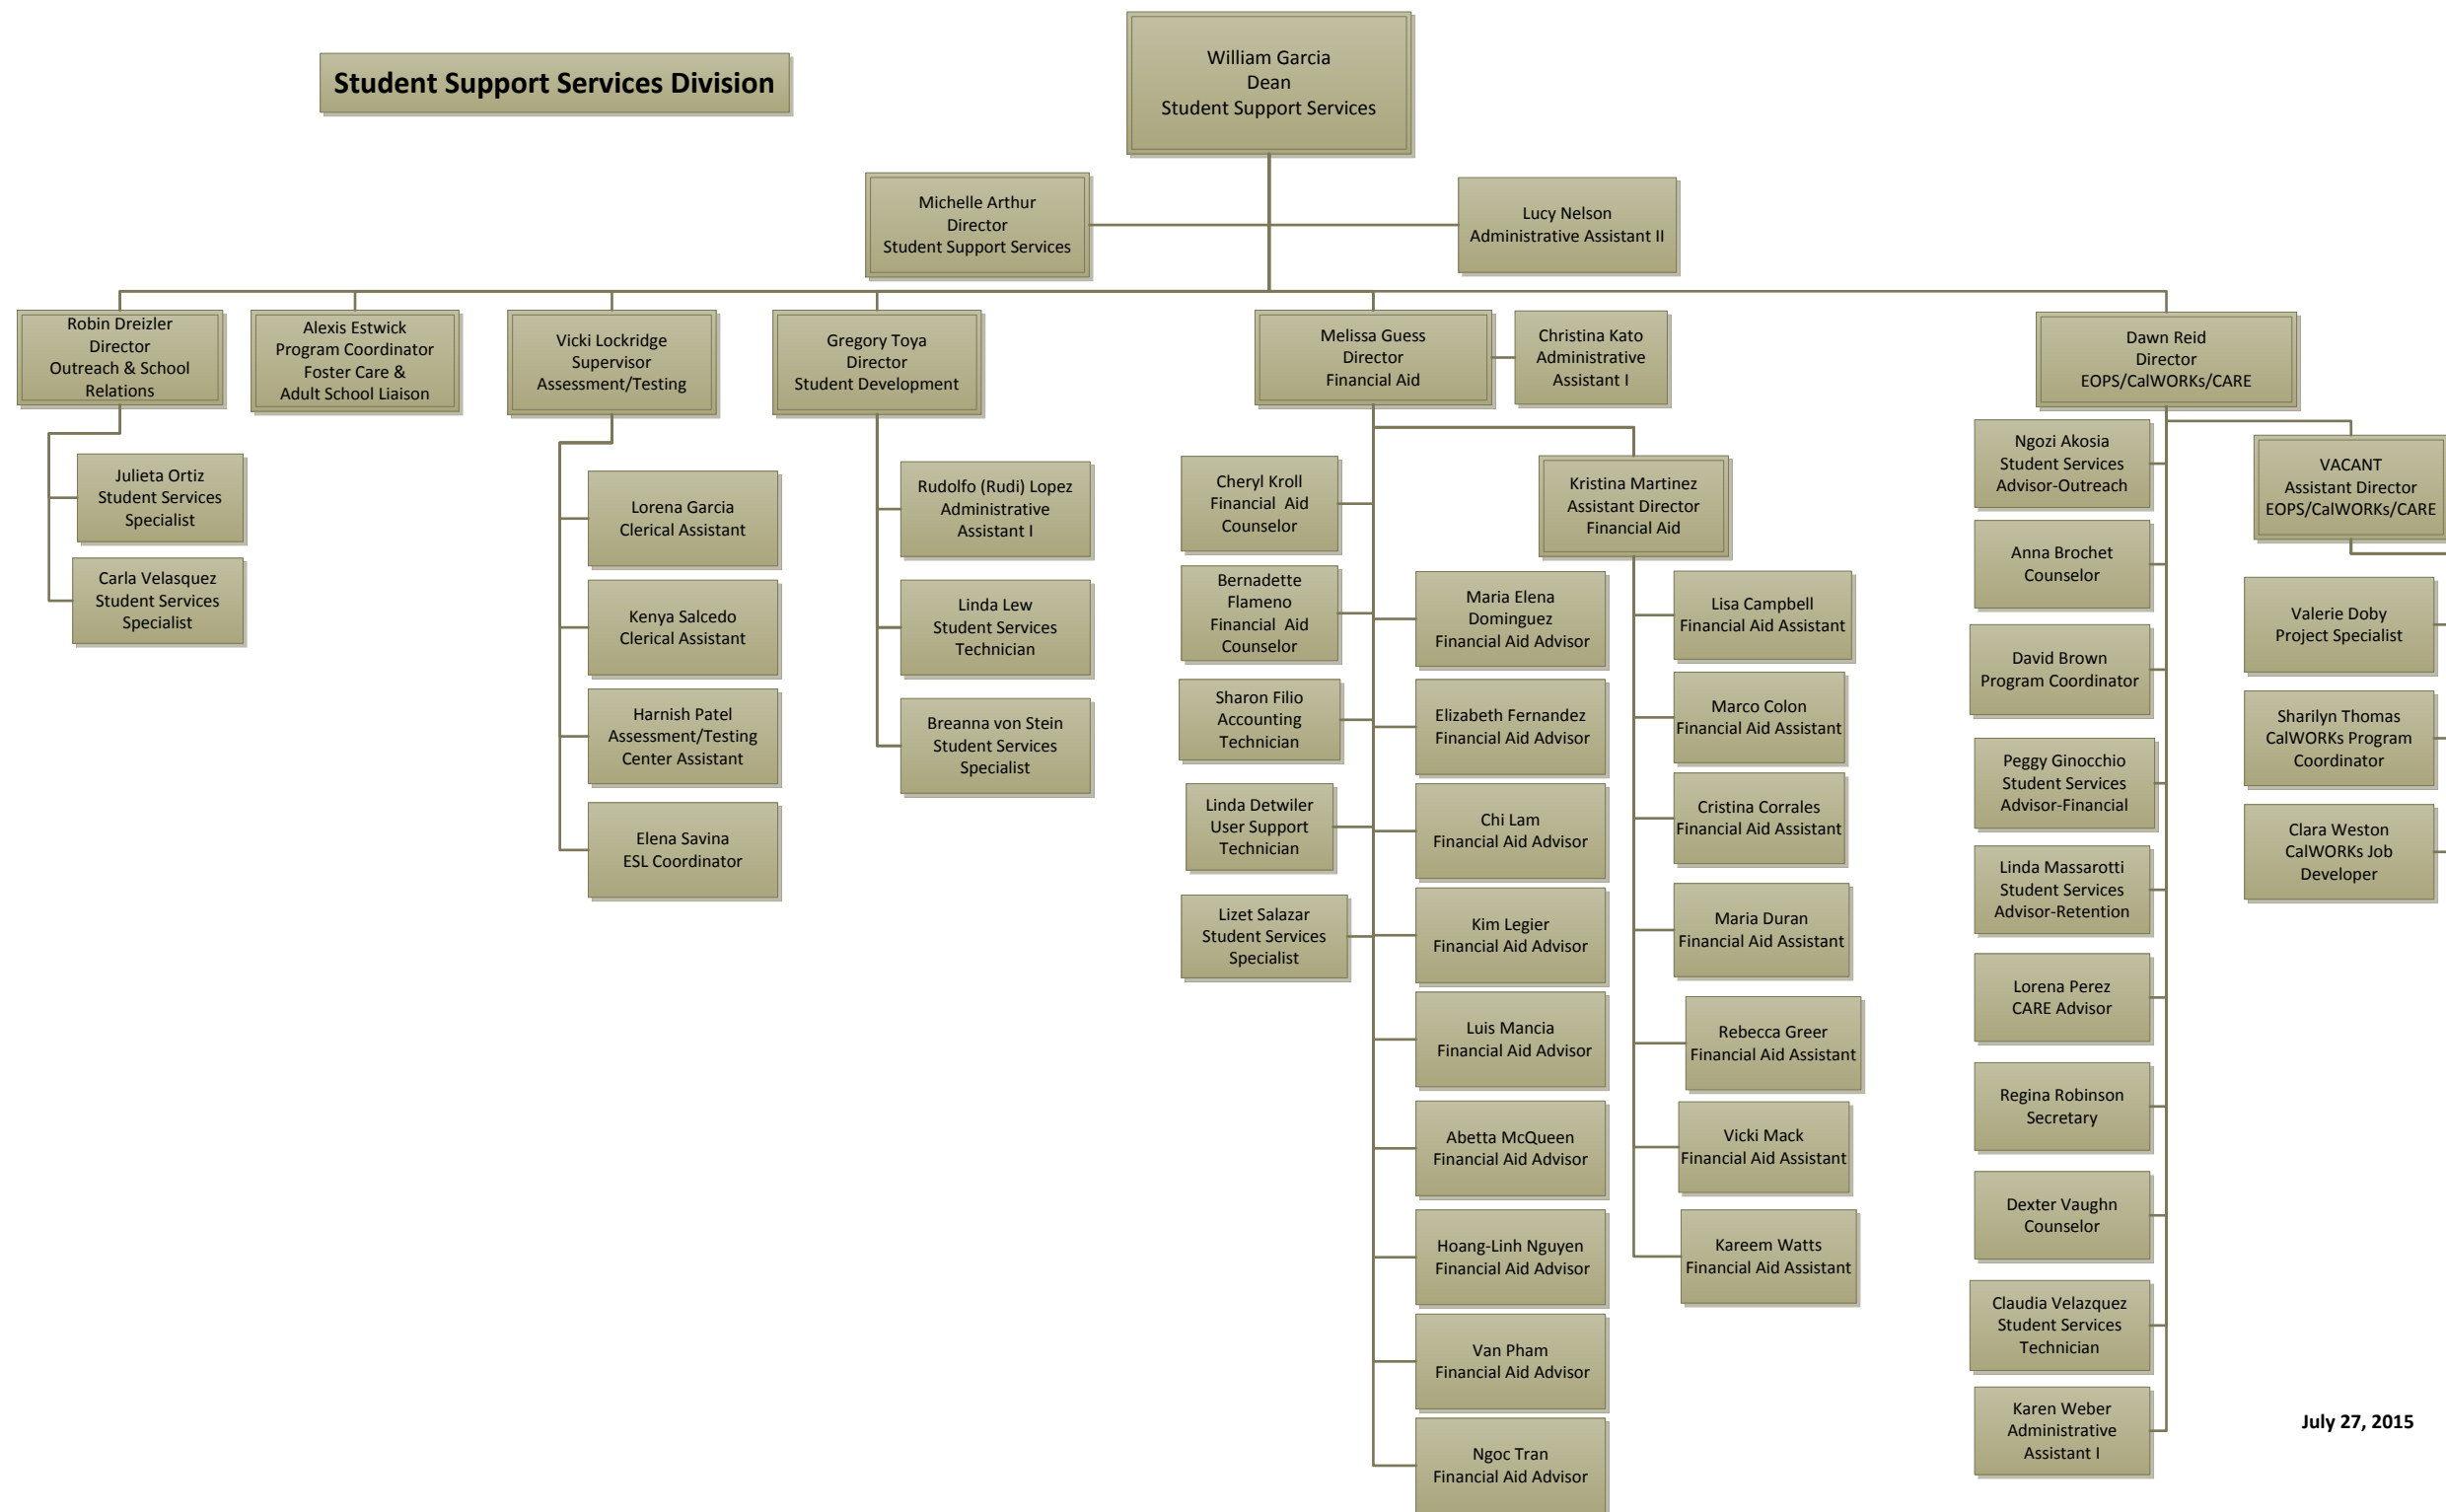 Student Support Services Division
William Garcia
Dean
Student Support Services
Michelle Arthur
Director
Student Support Services
Lucy Nelson
Administrative Assistant II
Robin Dreizler
Director
Outreach & School
Relations
Alexis Estwick
Program Coordinator
Foster Care &
Adult School Liaison
Vicki Lockridge
Supervisor
Assessment/Testing
Gregory Toya
Director
Student Development
Melissa Guess
Director
Financial Aid
Christina Kato
Administrative
Assistant I
Dawn Reid
Director
EOPS/CalWORKs/CARE
Julieta Ortiz
Student Services
Specialist
Carla Velasquez
Student Services
Specialist
Lorena Garcia
Clerical Assistant
Kenya Salcedo
Clerical Assistant
Harnish Patel
Assessment/Testing
Center Assistant
Elena Savina
ESL Coordinator
Rudolfo (Rudi) Lopez
Administrative
Assistant I
Linda Lew
Student Services
Technician
Breanna von Stein
Student Services
Specialist
Cheryl Kroll
Financial Aid
Counselor
Bernadette
Flameno
Financial Aid
Counselor
Sharon Filio
Accounting
Technician
Linda Detwiler
User Support
Technician
Lizet Salazar
Student Services
Specialist
Maria Elena
Dominguez
Financial Aid Advisor
Elizabeth Fernandez
Financial Aid Advisor
Chi Lam
Financial Aid Advisor
Kim Legier
Financial Aid Advisor
Luis Mancia
Financial Aid Advisor
Abetta McQueen
Financial Aid Advisor
Hoang-Linh Nguyen
Financial Aid Advisor
Van Pham
Financial Aid Advisor
Ngoc Tran
Financial Aid Advisor
Kristina Martinez
Assistant Director
Financial Aid
Lisa Campbell
Financial Aid Assistant
Marco Colon
Financial Aid Assistant
Cristina Corrales
Financial Aid Assistant
Maria Duran
Financial Aid Assistant
Rebecca Greer
Financial Aid Assistant
Vicki Mack
Financial Aid Assistant
Kareem Watts
Financial Aid Assistant
Ngozi Akosia
Student Services
Advisor-Outreach
Anna Brochet
Counselor
David Brown
Program Coordinator
Peggy Ginocchio
Student Services
Advisor-Financial
Linda Massarotti
Student Services
Advisor-Retention
Lorena Perez
CARE Advisor
Regina Robinson
Secretary
Dexter Vaughn
Counselor
Claudia Velazquez
Student Services
Technician
Karen Weber
Administrative
Assistant I
VACANT
Assistant Director
EOPS/CalWORKs/CARE
Valerie Doby
Project Specialist
Sharilyn Thomas
CalWORKs Program
Coordinator
Clara Weston
CalWORKs Job
Developer
July 27, 2015